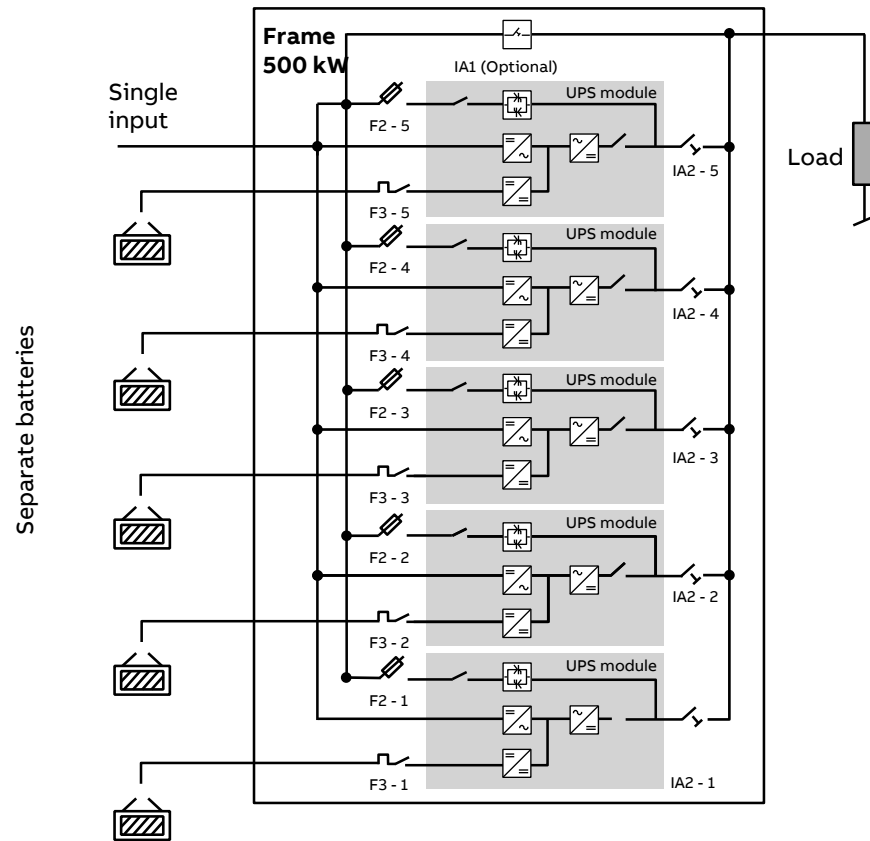 Frame
500 kW
IA1 (Optional)
UPS module
Single
input
F2 - 5
IA2 - 5
Load
F3 - 5
UPS module
F2 - 4
IA2 - 4
F3 - 4
UPS module
F2 - 3
IA2 - 3
F3 - 3
UPS module
F2 - 2
IA2 - 2
F3 - 2
UPS module
F2 - 1
F3 - 1
IA2 - 1
Separate batteries